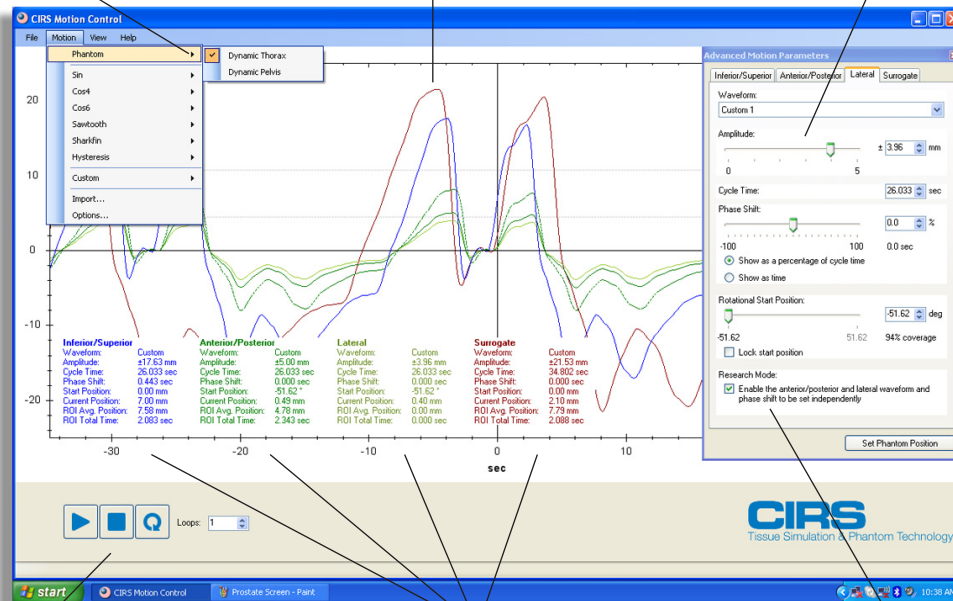 CIRS Motion Control
File Motion View Help
Phantom
Sin
Cos4
Cos6
Sawtooth
Sharkfin
Hysteresis
Custom
Import...
Options...
Dynamic Thorax
Dynamic Pelvis
20
10
0
-10
-20
-30 -20 -10 0 10
sec
Inferior/Superior
Waveform: Custom
Amplitude: ±17.63 mm
Cycle Time: 26.033 sec
Phase Shift: 0.443 sec
Start Position: 0.00 mm
Current Position: 7.00 mm
ROI Avg. Position: 7.58 mm
ROI Total Time: 2.083 sec
Anterior/Posterior
Waveform: Custom
Amplitude: ±5.00 mm
Cycle Time: 26.033 sec
Phase Shift: 0.000 sec
Start Position: -51.62 °
Current Position: 0.49 mm
ROI Avg. Position: 4.78 mm
ROI Total Time: 2.343 sec
Lateral
Waveform: Custom
Amplitude: ±3.96 mm
Cycle Time: 26.033 sec
Phase Shift: 0.000 sec
Start Position: -51.62 °
Current Position: 0.40 mm
ROI Avg. Position: 0.00 mm
ROI Total Time: 0.000 sec
Surrogate
Waveform: Custom
Amplitude: ±21.53 mm
Cycle Time: 34.802 sec
Phase Shift: 0.000 sec
Start Position: 0.00 mm
Current Position: 2.10 mm
ROI Avg. Position: 7.79 mm
ROI Total Time: 2.088 sec
Advanced Motion Parameters
Inferior/Superior Anterior/Posterior Lateral Surrogate
Waveform:
Custom 1
Amplitude:
± 3.96 mm
0 5
Cycle Time: 26.033 sec
Phase Shift:
0.0 %
-100 100 0.0 sec
Show as a percentage of cycle time
Show as time
Rotational Start Position:
-51.62 deg
-51.62 51.62 94% coverage
Lock start position
Research Mode:
Enable the anterior/posterior and lateral waveform and
phase shift to be set independently
Set Phantom Position
Loops: 1
CIRS
Tissue Simulation & Phantom Technology
start CIRS Motion Control Prostate Screen - Paint 10:38 AM